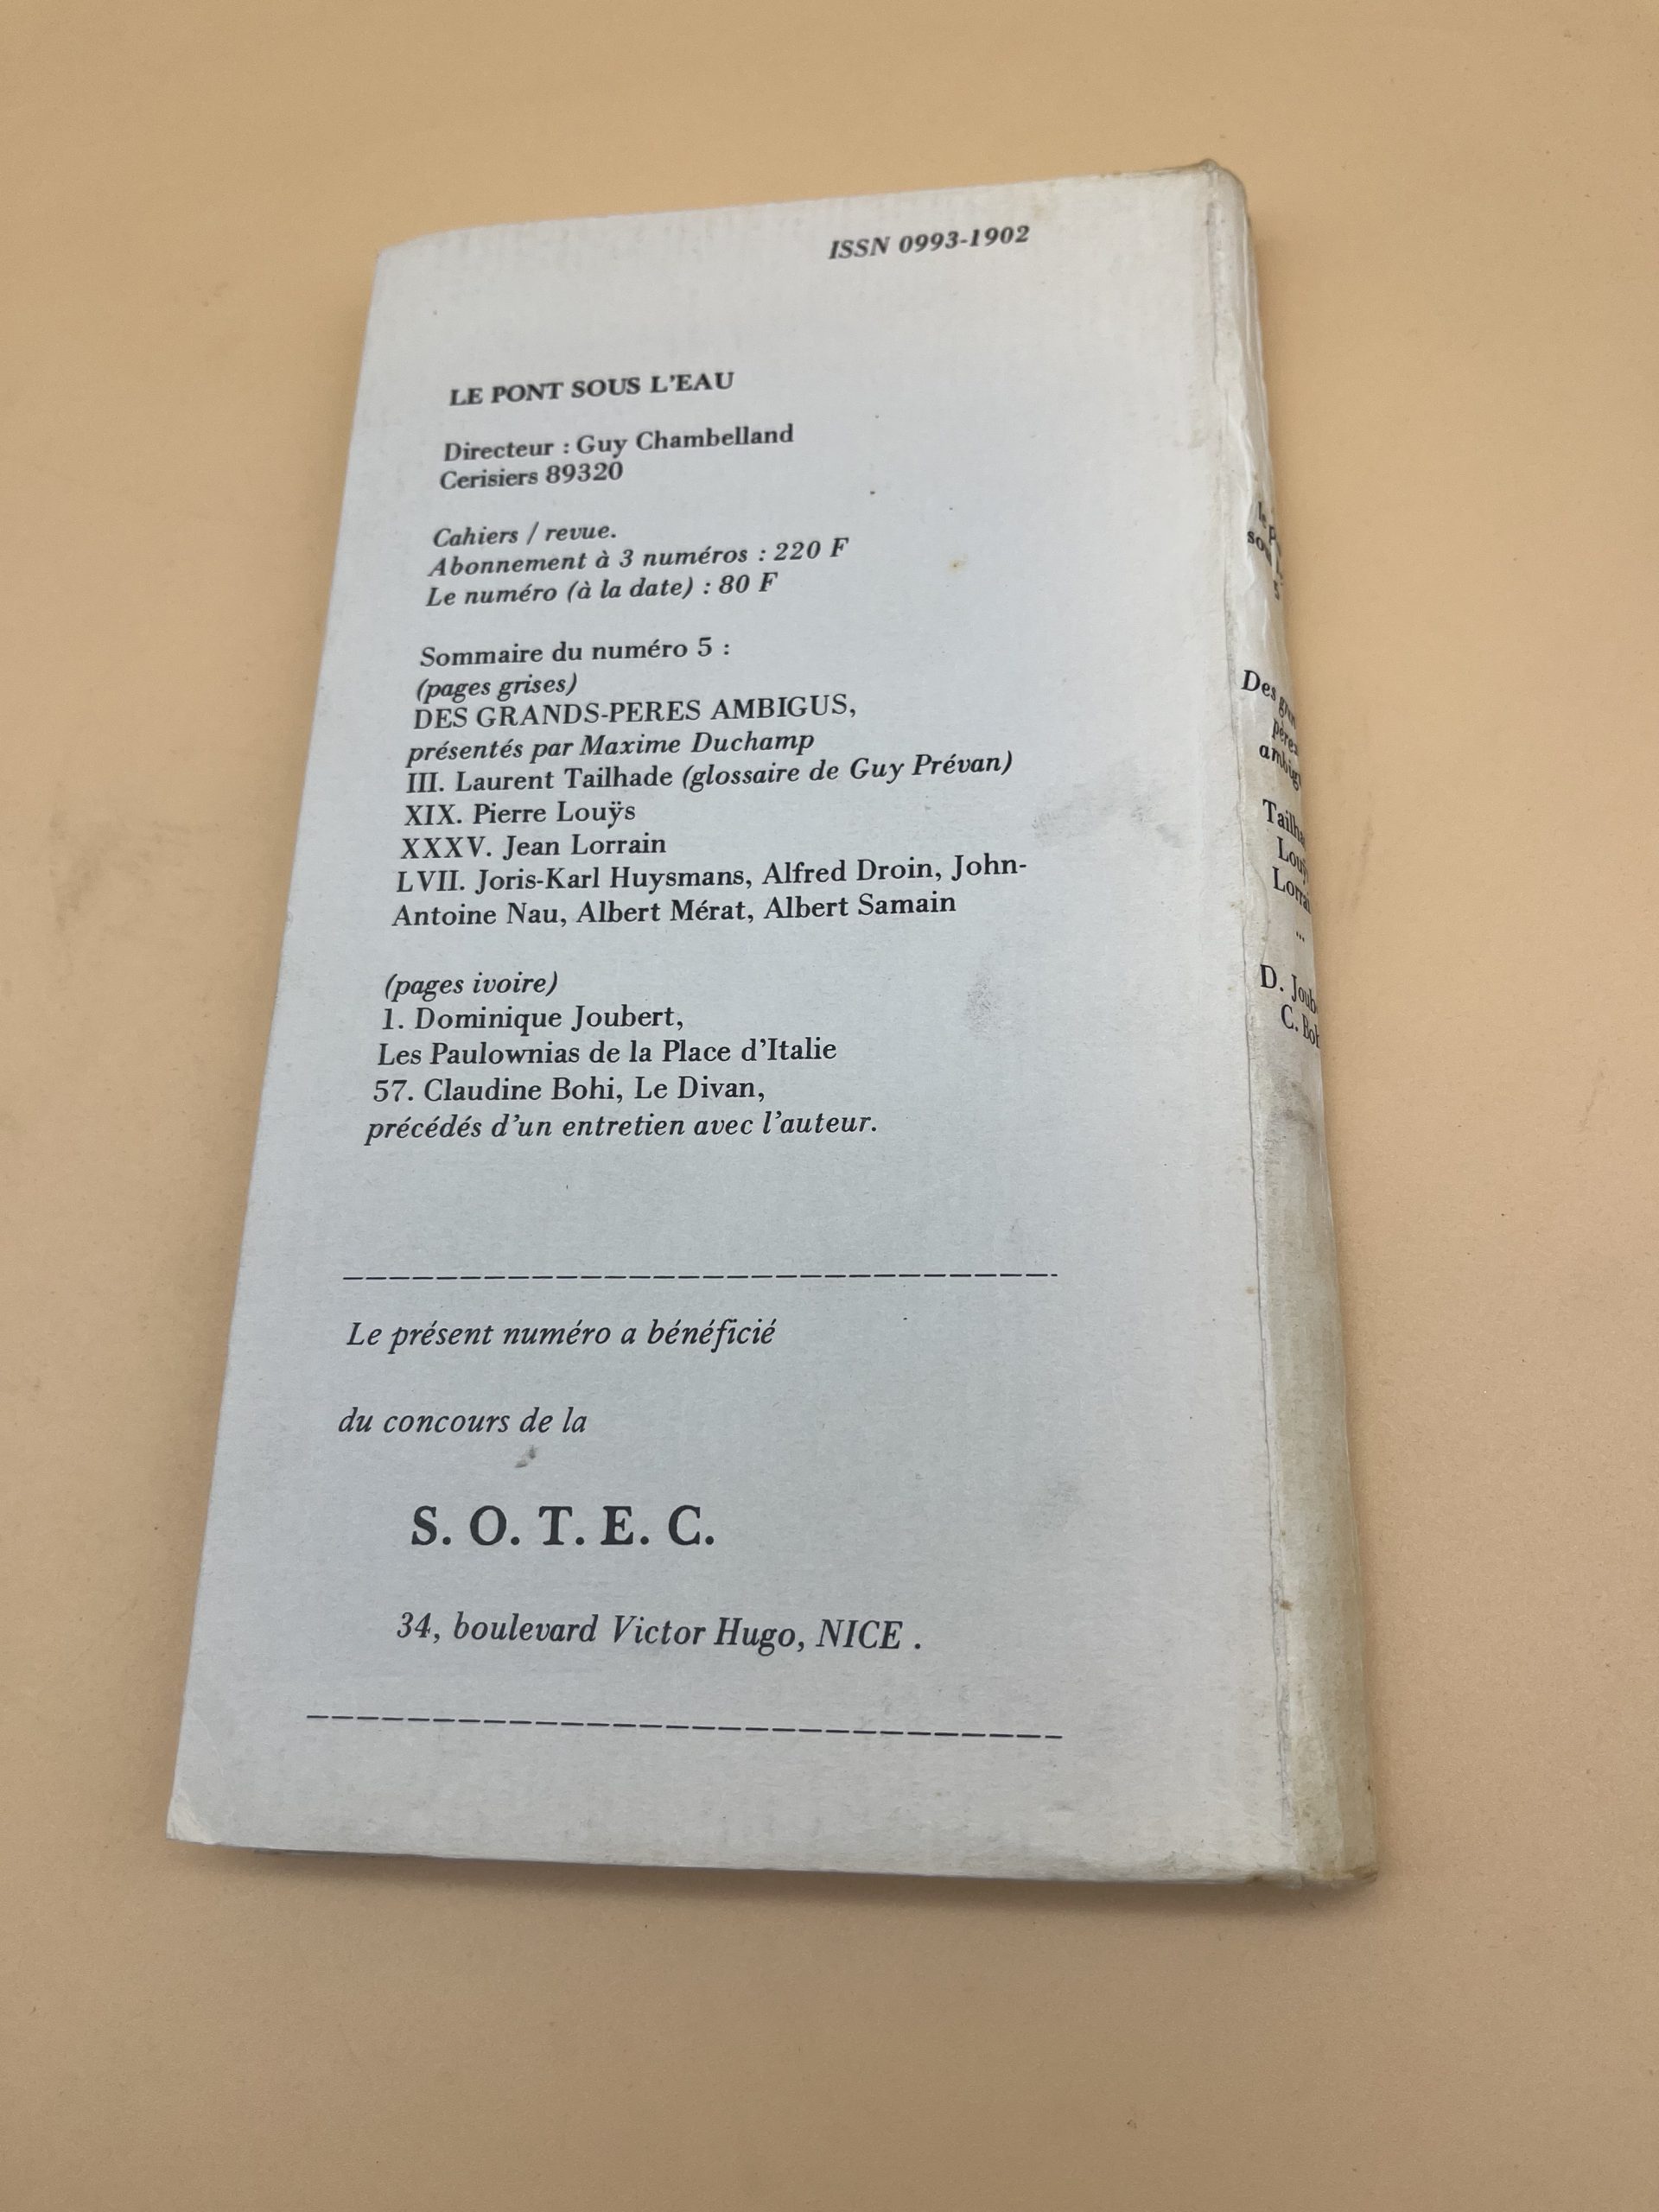 ISSN 0993-1902
LE PONT SOUS L'EAU
Directeur : Guy Chambelland
Cerisiers 89320
Cahiers / revue.
Abonnement à 3 numéros : 220 F
Le numéro (à la date) : 80 F
Sommaire du numéro 5 :
(pages grises)
DES GRANDS-PERES AMBIGUS,
présentés par Maxime Duchamp
III. Laurent Tailhade (glossaire de Guy Prévan)
XIX. Pierre Louÿs
XXXV. Jean Lorrain
LVII. Joris-Karl Huysmans, Alfred Droin, John-
Antoine Nau, Albert Mérat, Albert Samain
(pages ivoire)
1. Dominique Joubert,
Les Paulownias de la Place d'Italie
57. Claudine Bohi, Le Divan,
précédés d'un entretien avec l'auteur.
Le présent numéro a bénéficié
du concours de la
S. O. T. E. C.
34, boulevard Victor Hugo, NICE .
5
Des
...
D.
C.